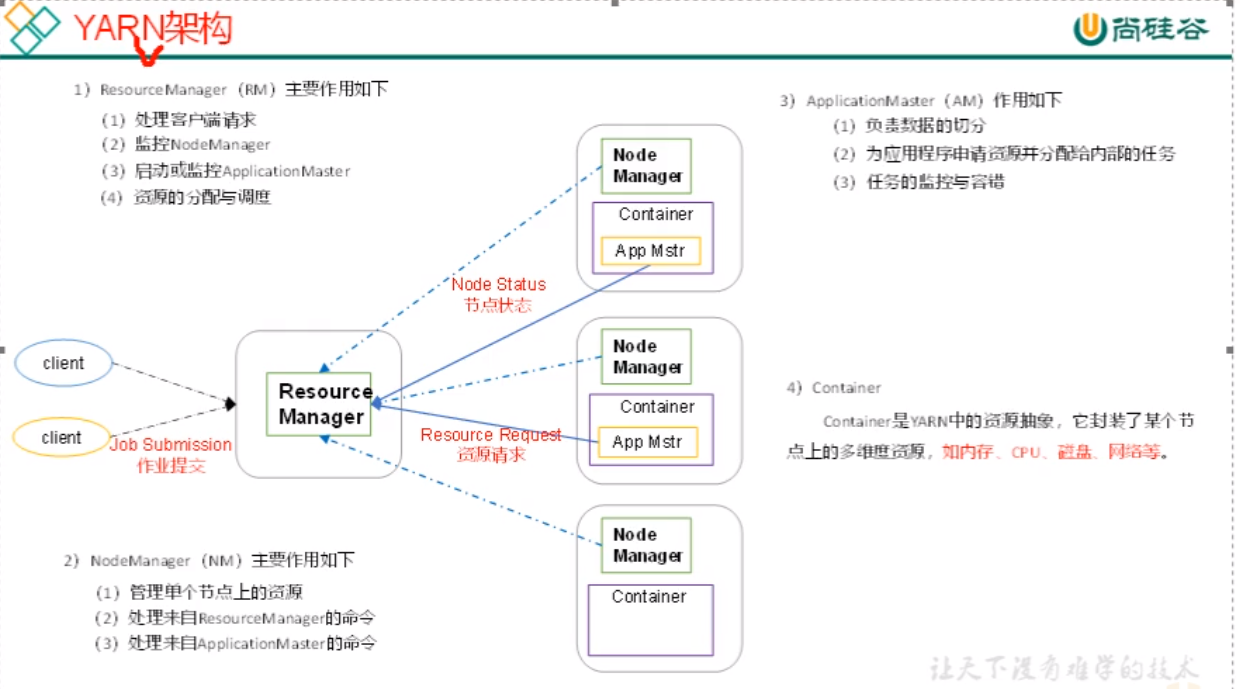 YARN架构
尚硅谷
1）ResourceManager（RM）主要作用如下
（1）处理客户端请求
（2）监控NodeManager
（3）启动或监控ApplicationMaster
（4）资源的分配与调度
3）ApplicationMaster（AM）作用如下
（1）负责数据的切分
（2）为应用程序申请资源并分配给内部的任务
（3）任务的监控与容错
Node
Manager
Container
App Mstr
Node Status
节点状态
client
client
Job Submission
作业提交
Resource
Manager
Resource Request
资源请求
Node
Manager
Container
App Mstr
4）Container
Container是YARN中的资源抽象，它封装了某个节
点上的多维度资源，如内存、CPU、磁盘、网络等。
Node
Manager
Container
2）NodeManager（NM）主要作用如下
（1）管理单个节点上的资源
（2）处理来自ResourceManager的命令
（3）处理来自ApplicationMaster的命令
让天下没有难学的技术